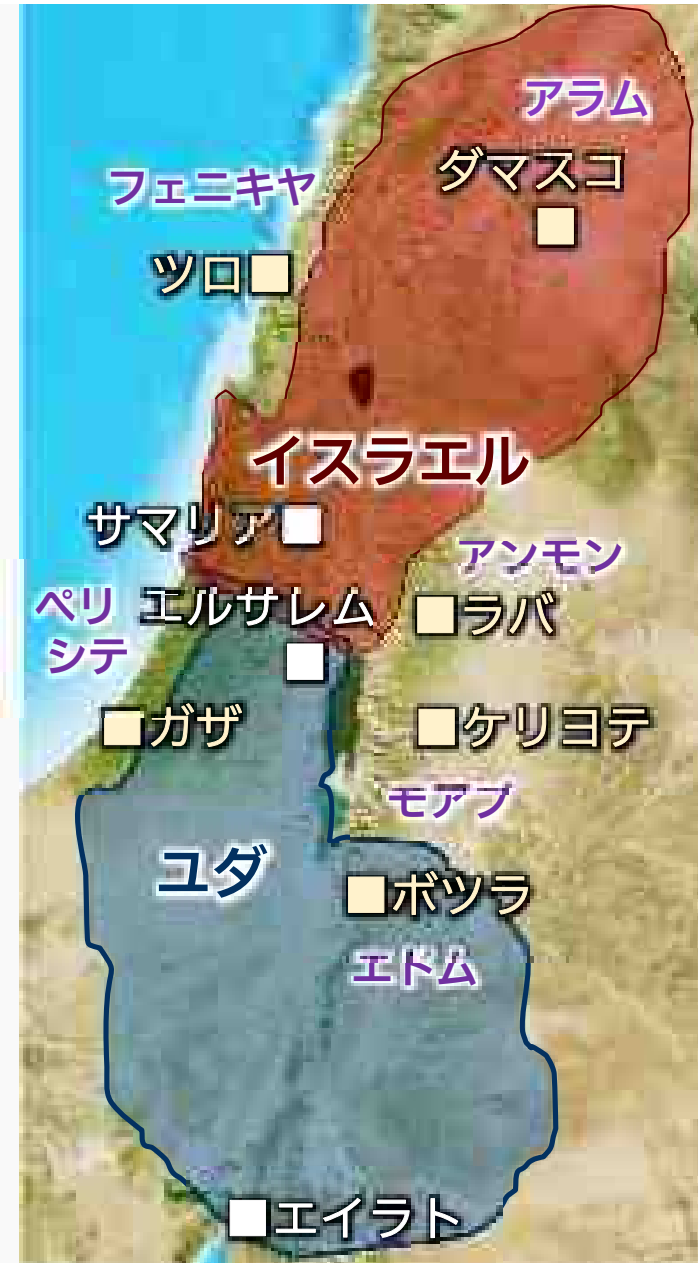 アラム
ダマスコ
フェニキヤ
ツロ
イスラエル
サマリア
アンモン
ペリ
シテ
エルサレム
ラバ
ガザ
ケリヨテ
モアブ
ユダ
ボツラ
エドム
エイラト